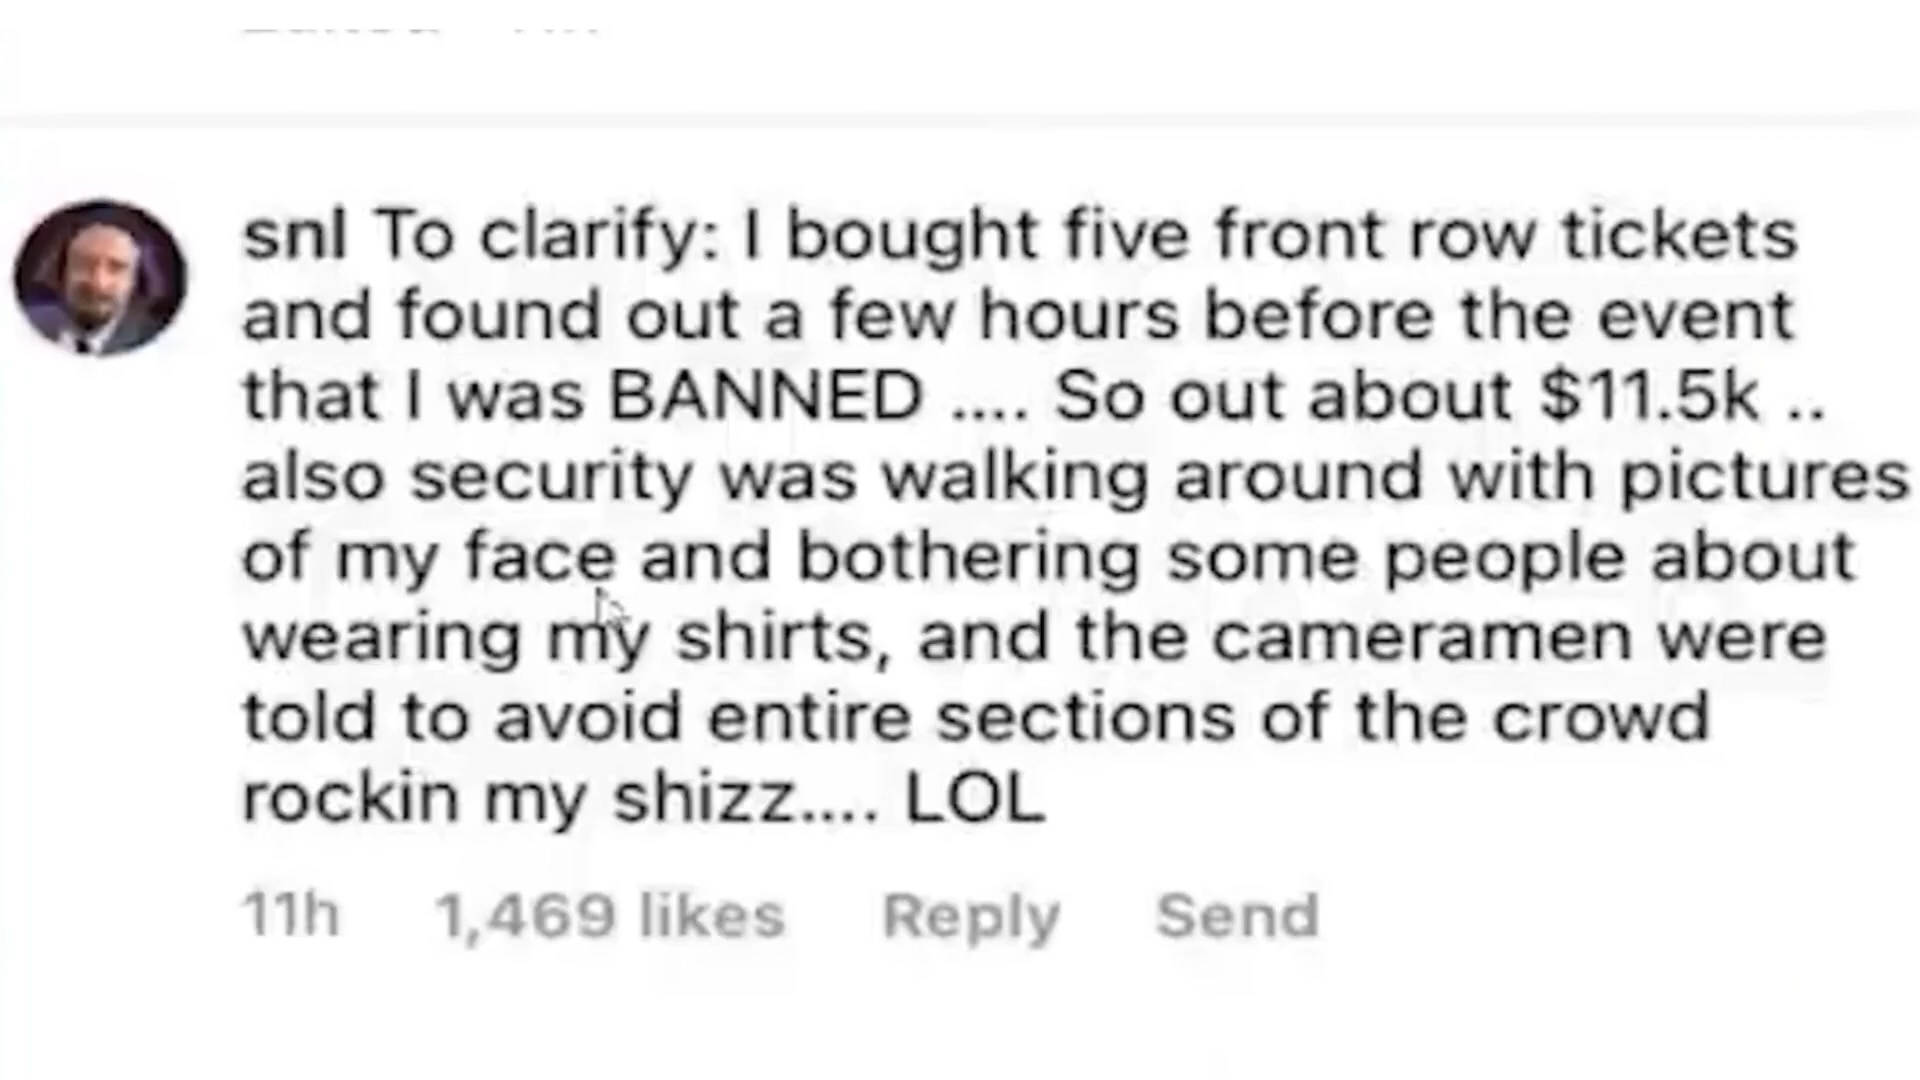 snl To clarify: I bought five front row tickets
and found out a few hours before the event
that I was BANNED .... So out about $11.5k ..
also security was walking around with pictures
of my face and bothering some people about
wearing my shirts, and the cameramen were
told to avoid entire sections of the crowd
rockin my shizz.... LOL
11h 1,469 likes Reply Send